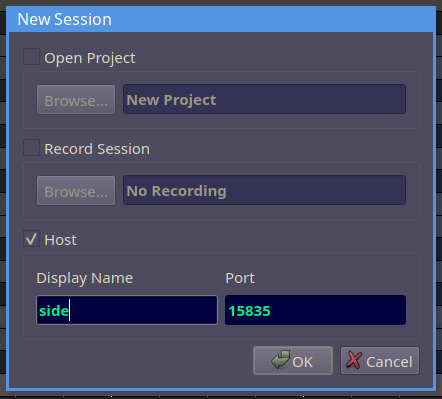 New Session
Open Project
Browse... New Project
Record Session
Browse... No Recording
Host
Display Name Port
side 15835
OK Cancel